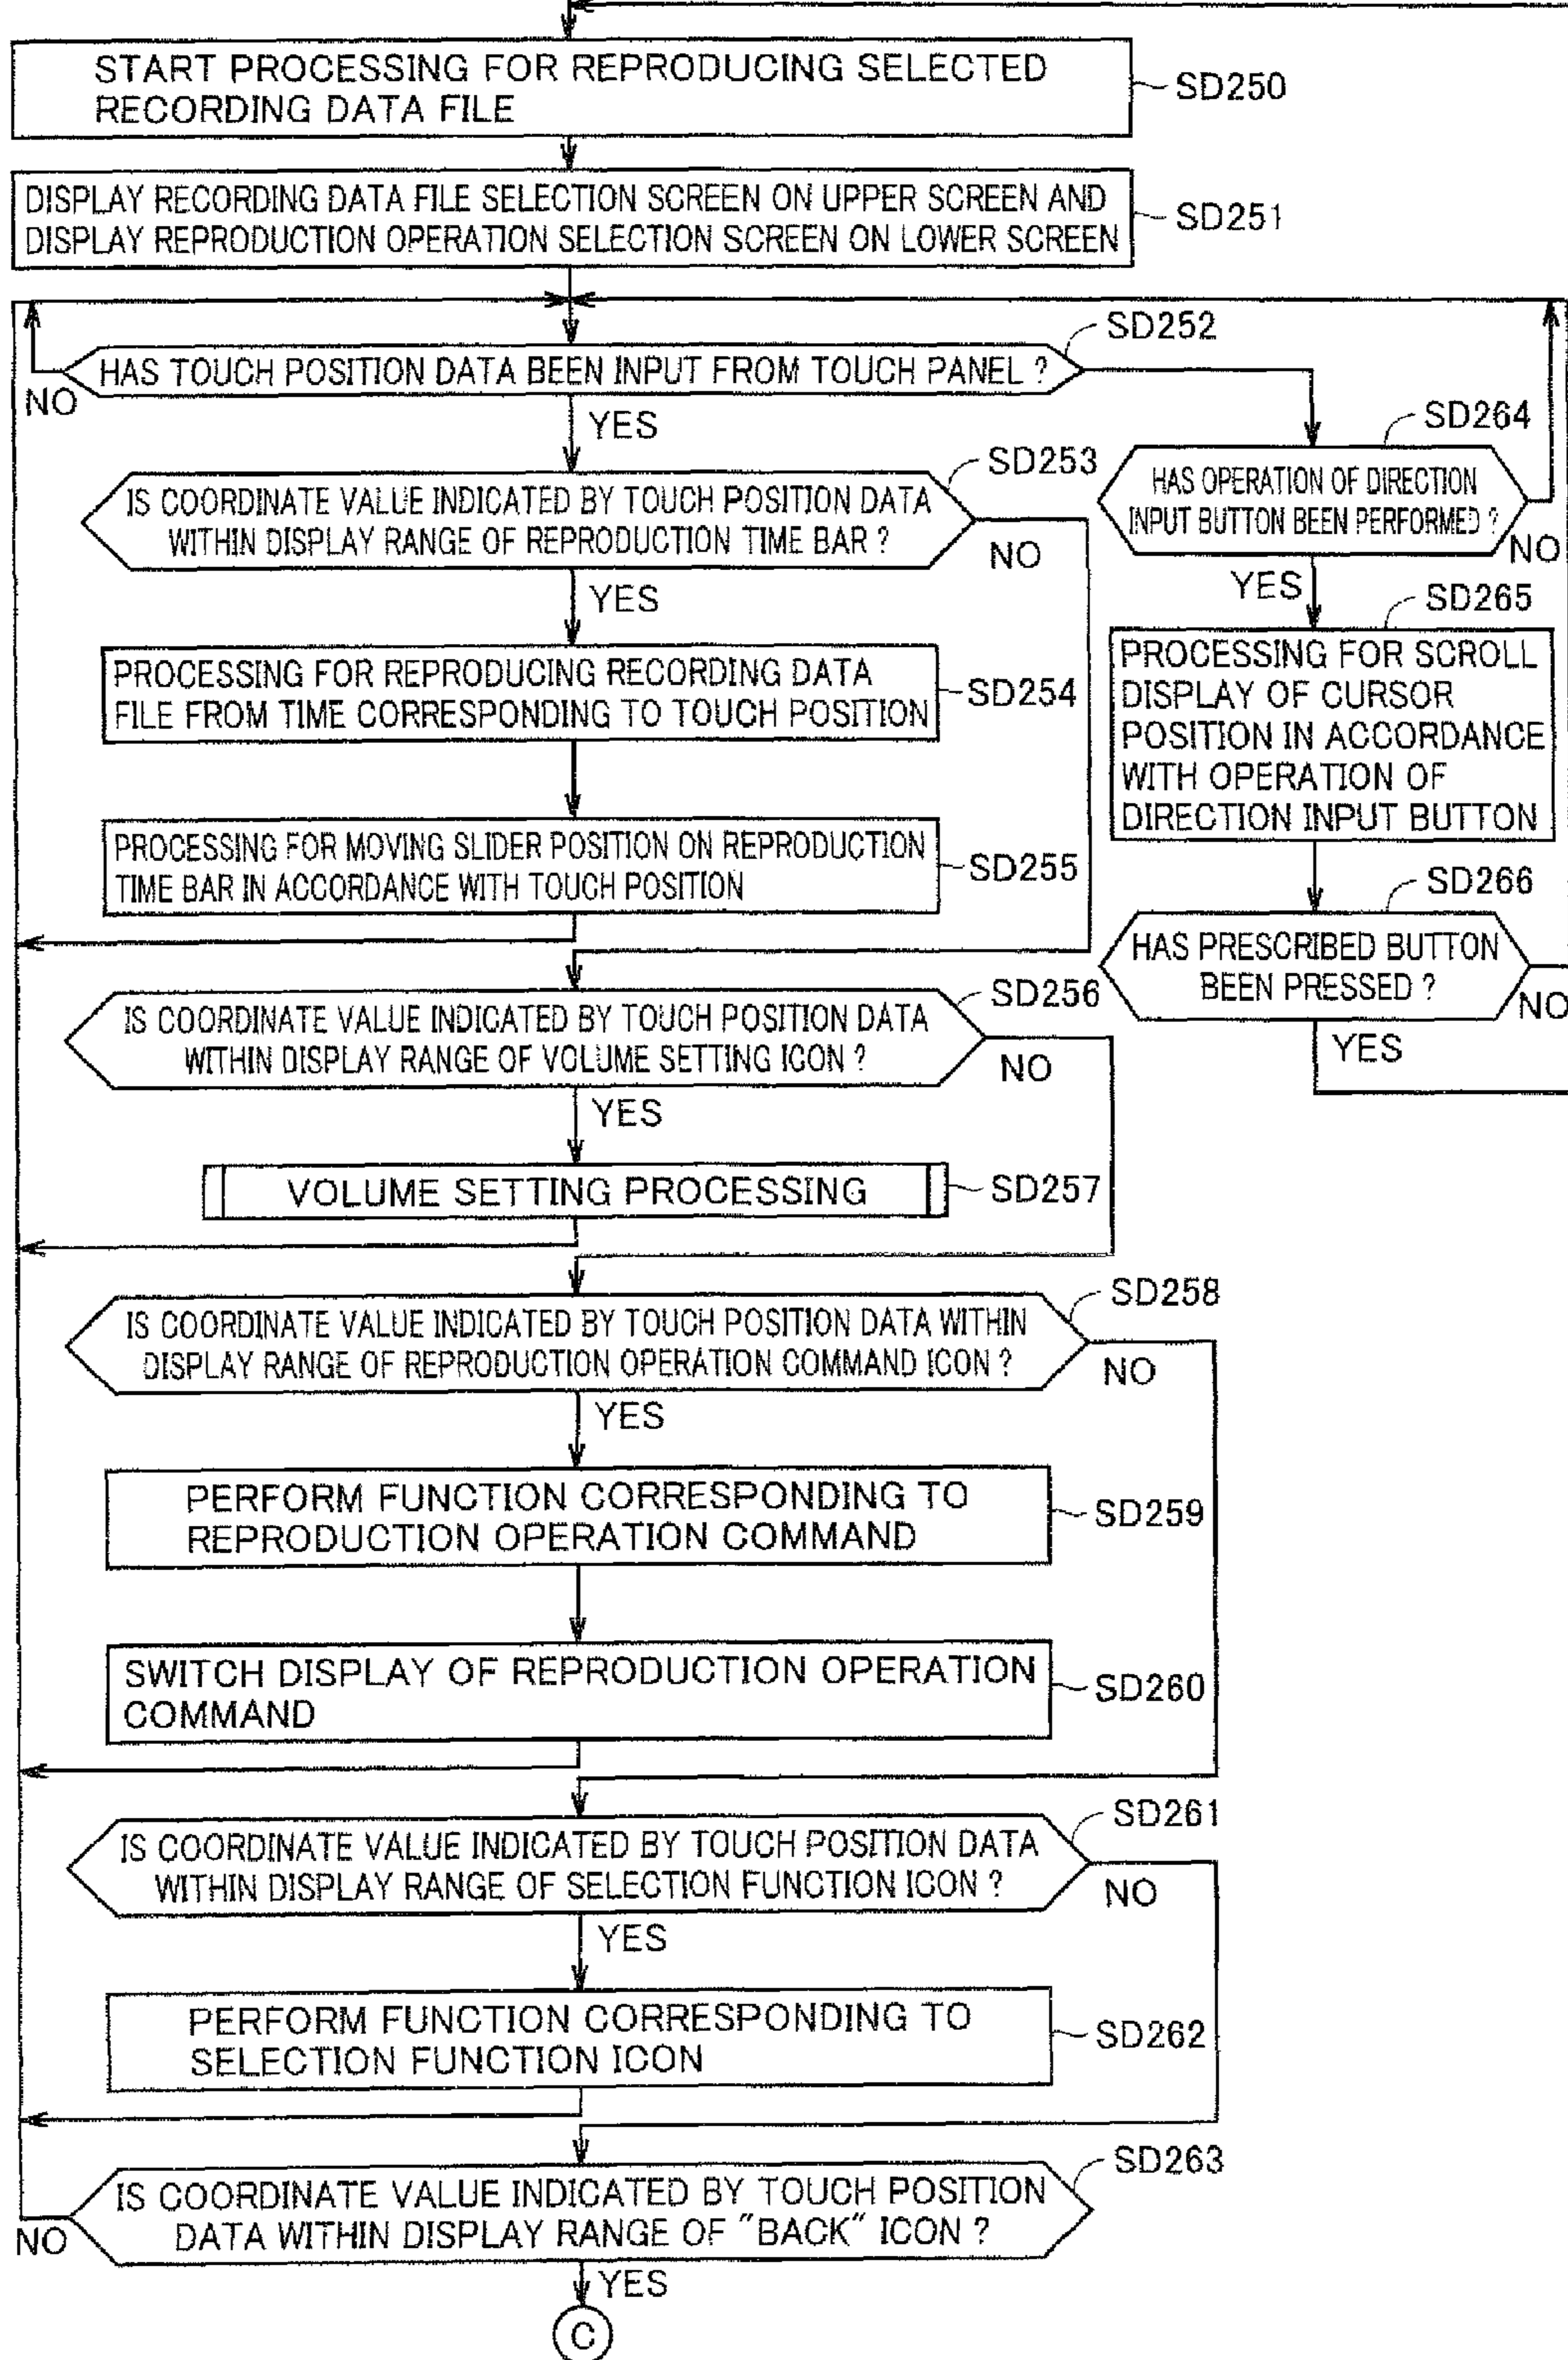 START PROCESSING FOR REPRODUCING SELECTED
RECORDING DATA FILE
SD250
DISPLAY RECORDING DATA FILE SELECTION SCREEN ON UPPER SCREEN AND
DISPLAY REPRODUCTION OPERATION SELECTION SCREEN ON LOWER SCREEN
SD251
SD252
HAS TOUCH POSITION DATA BEEN INPUT FROM TOUCH PANEL ?
NO
YES
SD264
HAS OPERATION OF DIRECTION
INPUT BUTTON BEEN PERFORMED ?
NO
YES
SD253
IS COORDINATE VALUE INDICATED BY TOUCH POSITION DATA
WITHIN DISPLAY RANGE OF REPRODUCTION TIME BAR ?
NO
YES
SD265
PROCESSING FOR SCROLL
DISPLAY OF CURSOR
POSITION IN ACCORDANCE
WITH OPERATION OF
DIRECTION INPUT BUTTON
PROCESSING FOR REPRODUCING RECORDING DATA
FILE FROM TIME CORRESPONDING TO TOUCH POSITION
SD254
PROCESSING FOR MOVING SLIDER POSITION ON REPRODUCTION
TIME BAR IN ACCORDANCE WITH TOUCH POSITION
SD255
SD266
HAS PRESCRIBED BUTTON
BEEN PRESSED ?
NO
YES
SD256
IS COORDINATE VALUE INDICATED BY TOUCH POSITION DATA
WITHIN DISPLAY RANGE OF VOLUME SETTING ICON ?
NO
YES
VOLUME SETTING PROCESSING
SD257
SD258
IS COORDINATE VALUE INDICATED BY TOUCH POSITION DATA WITHIN
DISPLAY RANGE OF REPRODUCTION OPERATION COMMAND ICON ?
NO
YES
PERFORM FUNCTION CORRESPONDING TO
REPRODUCTION OPERATION COMMAND
SD259
SWITCH DISPLAY OF REPRODUCTION OPERATION
COMMAND
SD260
SD261
IS COORDINATE VALUE INDICATED BY TOUCH POSITION DATA
WITHIN DISPLAY RANGE OF SELECTION FUNCTION ICON ?
NO
YES
PERFORM FUNCTION CORRESPONDING TO
SELECTION FUNCTION ICON
SD262
SD263
IS COORDINATE VALUE INDICATED BY TOUCH POSITION
DATA WITHIN DISPLAY RANGE OF "BACK" ICON ?
NO
YES
C